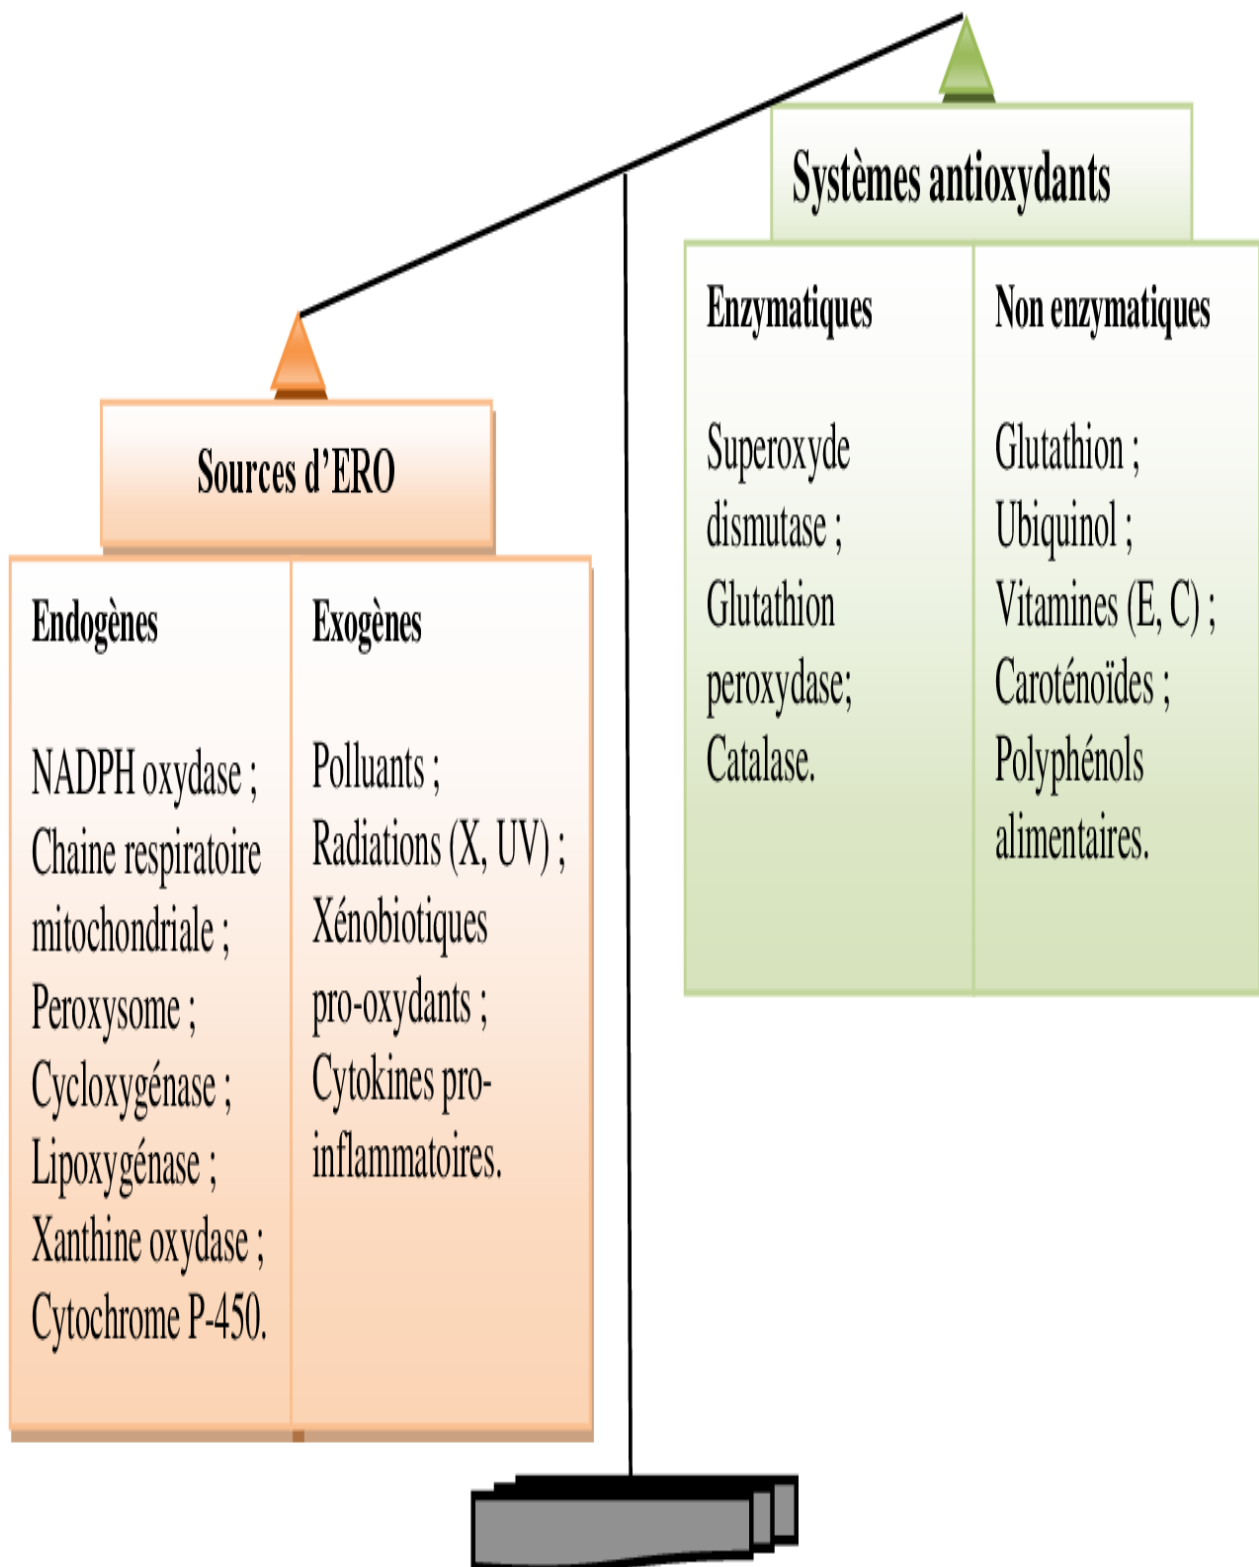 Systèmes antioxydants
Enzymatiques
Superoxyde
dismutase ;
Glutathion
peroxydase;
Catalase.
Non enzymatiques
Glutathion ;
Ubiquinol ;
Vitamines (E, C) ;
Caroténoïdes ;
Polyphénols
alimentaires.
Sources d’ERO
Endogènes
NADPH oxydase ;
Chaine respiratoire
mitochondriale ;
Peroxysome ;
Cycloxygénase ;
Lipoxygénase ;
Xanthine oxydase ;
Cytochrome P-450.
Exogènes
Polluants ;
Radiations (X, UV) ;
Xénobiotiques
pro-oxydants ;
Cytokines pro-
inflammatoires.